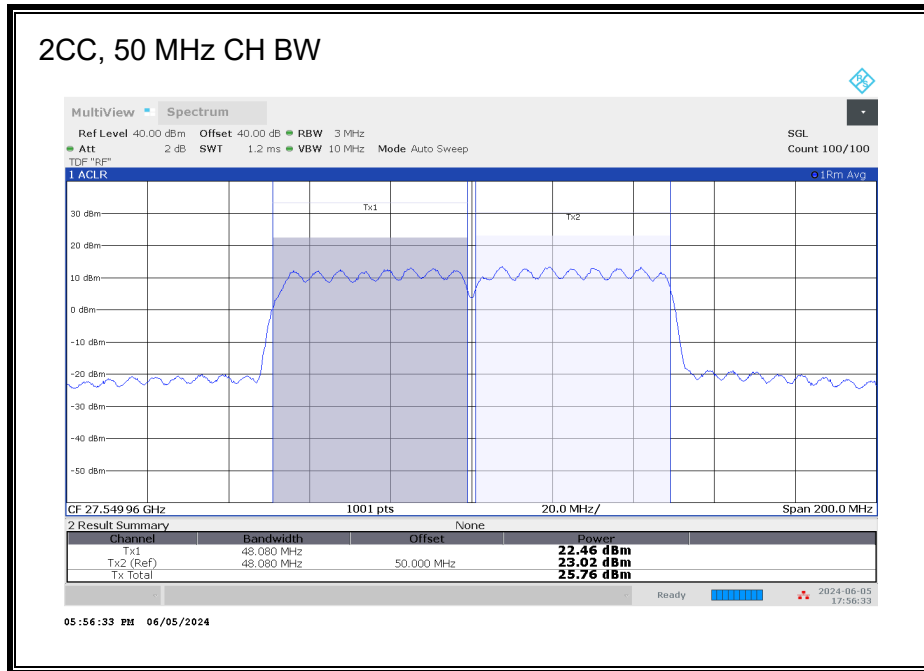 2CC, 50 MHz CH BW
R&S
MultiView Spectrum
Ref Level 40.00 dBm Offset 40.00 dB RBW 3 MHz SGL
Att 2 dB SWT 1.2 ms VBW 10 MHz Mode Auto Sweep Count 100/100
TDF "RF"
1 ACLR 1Rm Avg
Tx1
30 dBm
Tx2
20 dBm
10 dBm
0 dBm
-10 dBm
-20 dBm
-30 dBm
-40 dBm
-50 dBm
CF 27.549 96 GHz 1001 pts 20.0 MHz/ Span 200.0 MHz
2 Result Summary None
Channel Bandwidth Offset Power
Tx1 48.080 MHz 22.46 dBm
Tx2 (Ref) 48.080 MHz 50.000 MHz 23.02 dBm
Tx Total 25.76 dBm
Ready 2024-06-05
17:56:33
05:56:33 PM 06/05/2024